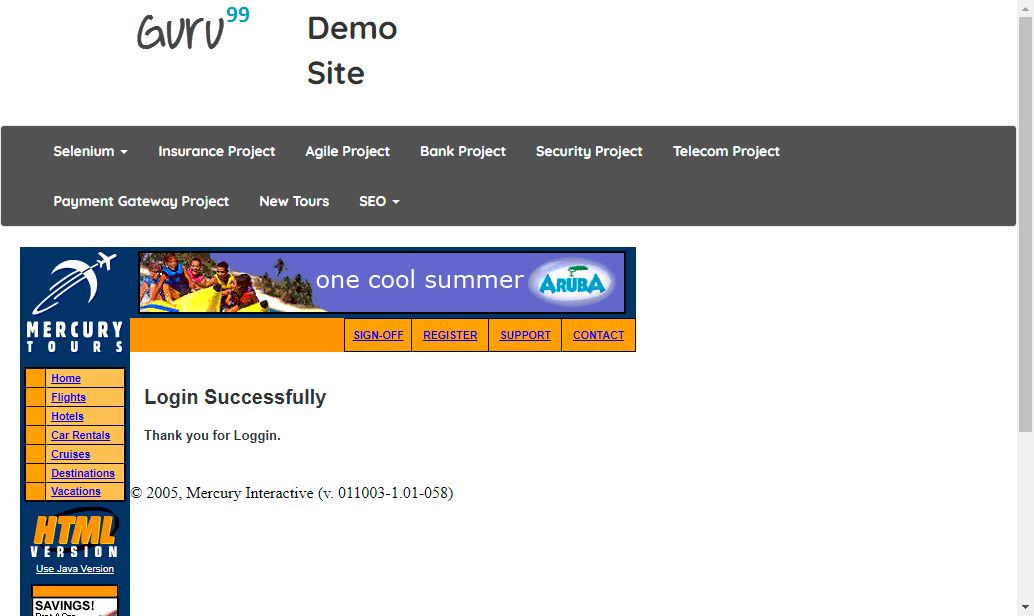 Guru99
Demo
Site
Selenium
Insurance Project
Agile Project
Bank Project
Security Project
Telecom Project
Payment Gateway Project
New Tours
SEO
one cool summer
ARUBA
MERCURY
TOURS
SIGN-OFF
REGISTER
SUPPORT
CONTACT
Home
Flights
Hotels
Car Rentals
Cruises
Destinations
Vacations
Login Successfully
Thank you for Loggin.
© 2005, Mercury Interactive (v. 011003-1.01-058)
HTML
VERSION
Use Java Version
SAVINGS!